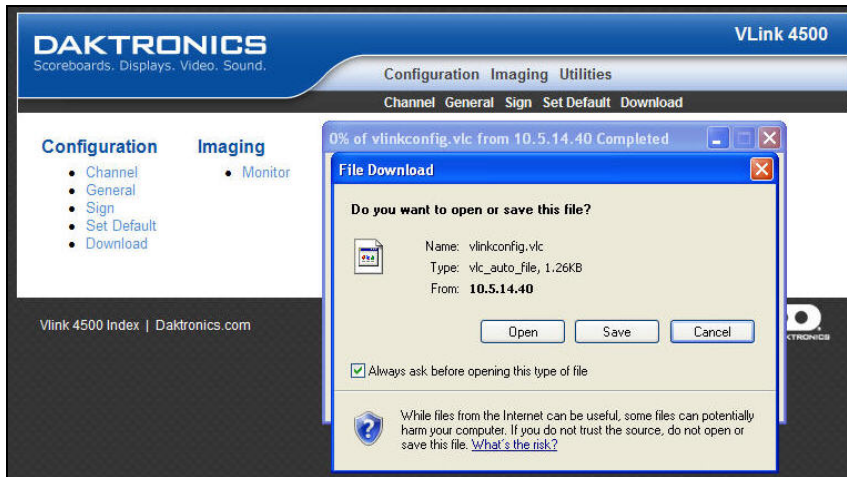 DAKTRONICS
Scoreboards. Displays. Video. Sound.
VLink 4500
Configuration Imaging Utilities
Channel General Sign Set Default Download
Configuration
Channel
General
Sign
Set Default
Download
Imaging
Monitor
0% of vlinkconfig.vlc from 10.5.14.40 Completed
File Download
Do you want to open or save this file?
Name: vlinkconfig.vlc
Type: vlc_auto_file, 1.26KB
From: 10.5.14.40
Open Save Cancel
Always ask before opening this type of file
While files from the Internet can be useful, some files can potentially
harm your computer. If you do not trust the source, do not open or
save this file. What's the risk?
Vlink 4500 Index | Daktronics.com